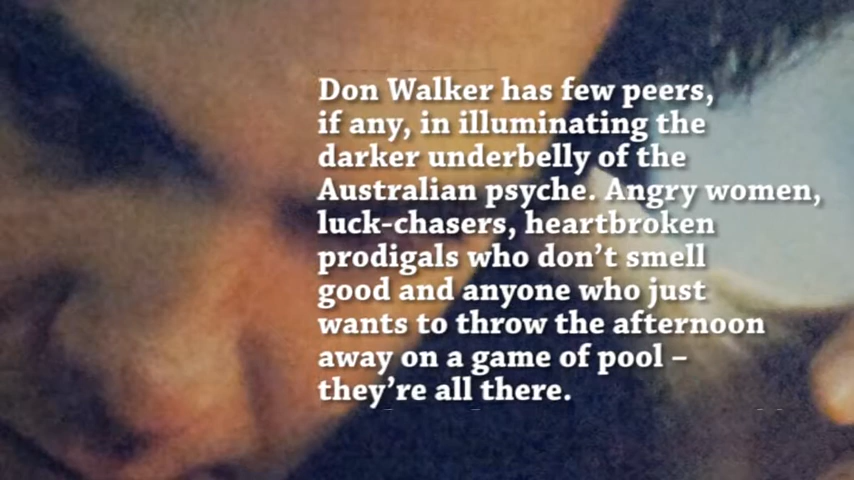 Don Walker has few peers,
if any, in illuminating the
darker underbelly of the
Australian psyche. Angry women,
luck-chasers, heartbroken
prodigals who don’t smell
good and anyone who just
wants to throw the afternoon
away on a game of pool –
they’re all there.